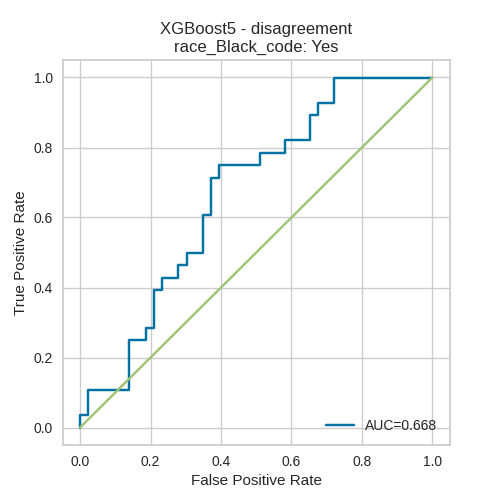 XGBoost5 - disagreement
race_Black_code: Yes
True Positive Rate
1.0
0.8
0.6
0.4
0.2
0.0
AUC=0.668
0.0 0.2 0.4 0.6 0.8 1.0
False Positive Rate